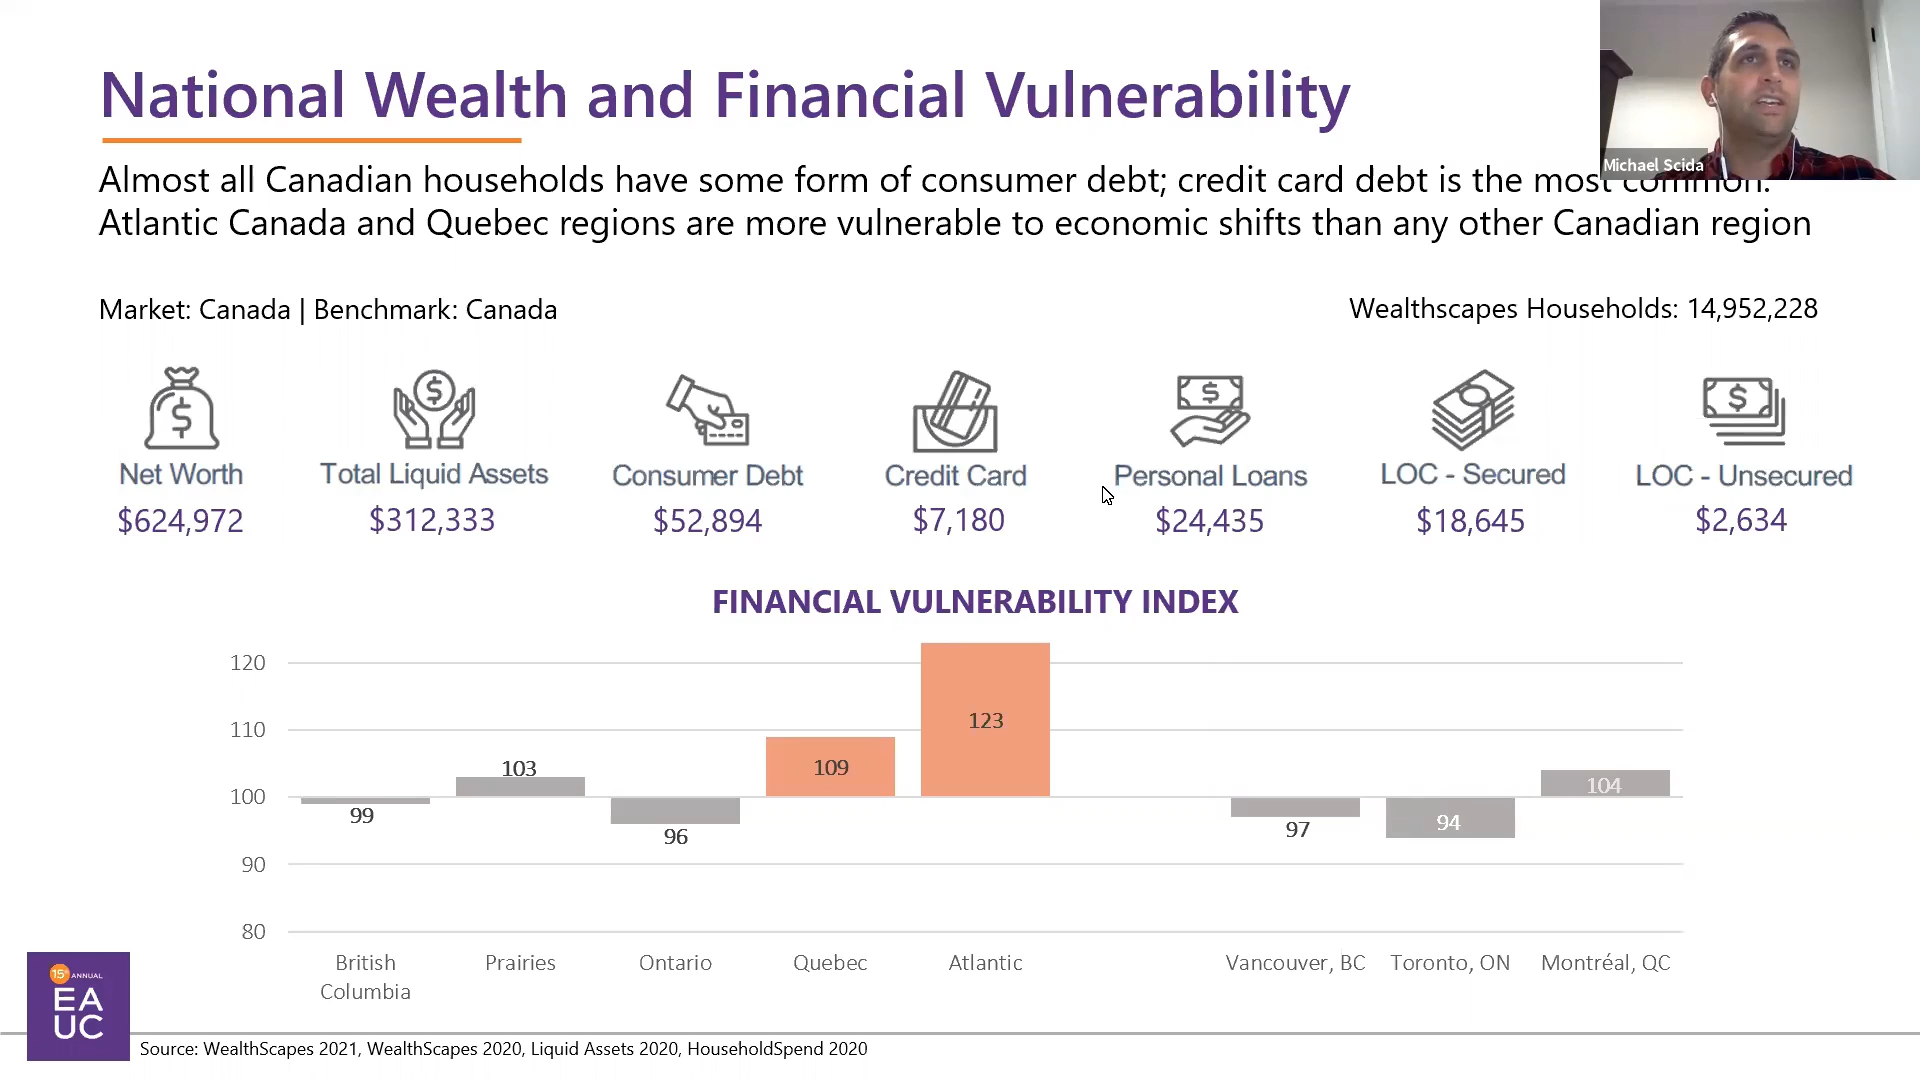 National Wealth and Financial Vulnerability
Michael Scida
Almost all Canadian households have some form of consumer debt; credit card debt is the most common.
Atlantic Canada and Quebec regions are more vulnerable to economic shifts than any other Canadian region
Market: Canada | Benchmark: Canada
Wealthscapes Households: 14,952,228
Net Worth
Total Liquid Assets
Consumer Debt
Credit Card
Personal Loans
LOC - Secured
LOC - Unsecured
$624,972
$312,333
$52,894
$7,180
$24,435
$18,645
$2,634
FINANCIAL VULNERABILITY INDEX
120
110
100
90
80
99
103
96
109
123
97
94
104
British
Columbia
Prairies
Ontario
Quebec
Atlantic
Vancouver, BC
Toronto, ON
Montréal, QC
15th ANNUAL
EA
UC
Source: WealthScapes 2021, WealthScapes 2020, Liquid Assets 2020, HouseholdSpend 2020